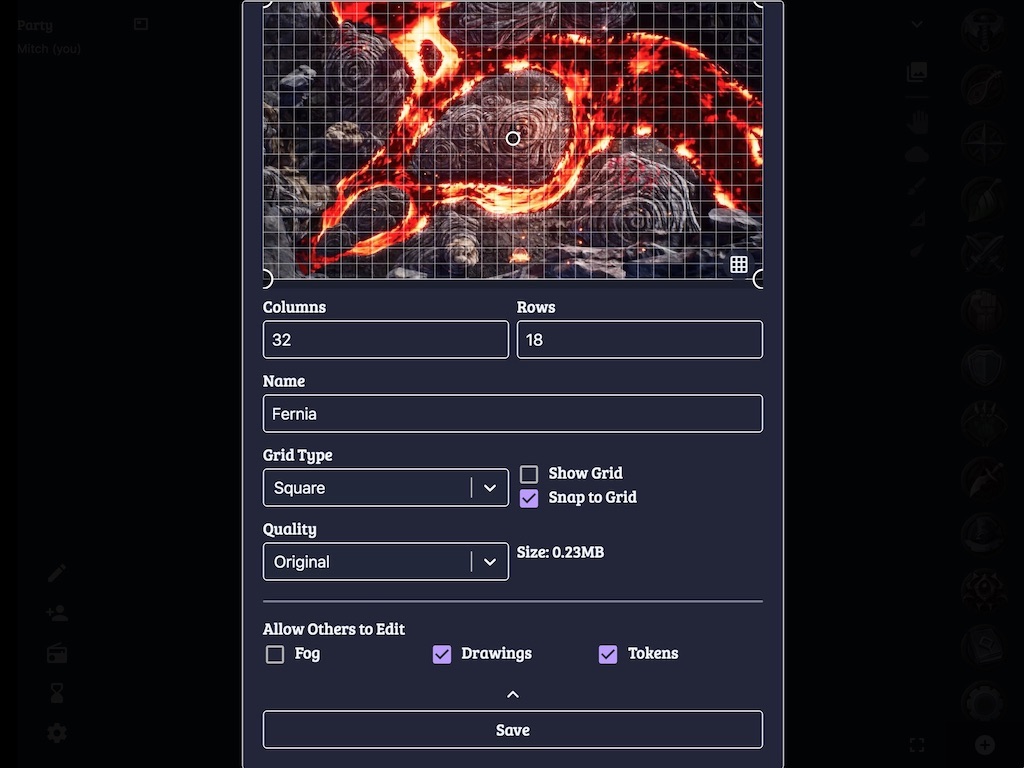 Party
Mitch (you)
Columns
Rows
32
18
Name
Fernia
Grid Type
Square
Show Grid
Snap to Grid
Quality
Original
Size: 0.23MB
Allow Others to Edit
Fog
Drawings
Tokens
Save